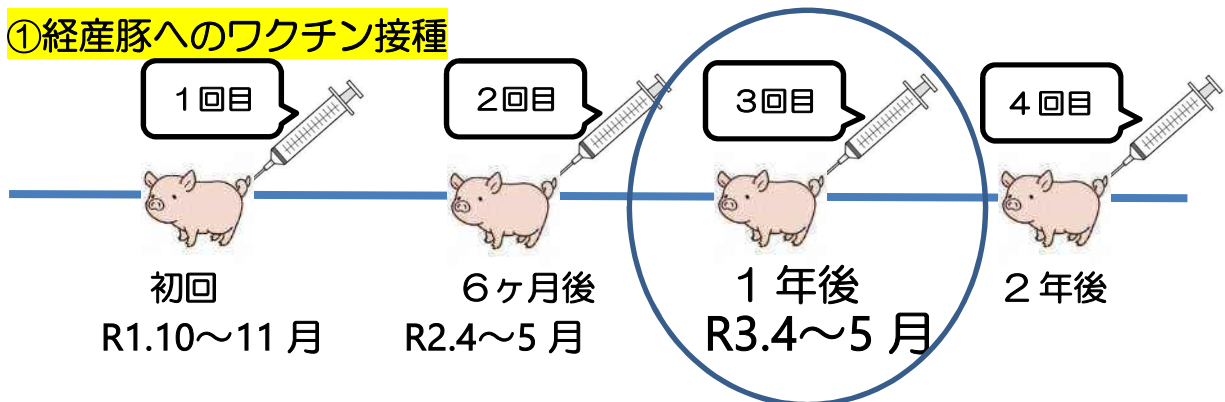 ①経産豚へのワクチン接種
1回目
2回目
3回目
4回目
初回
6ヶ月後
1年後
2年後
R1.10～11月
R2.4～5月
R3.4～5月